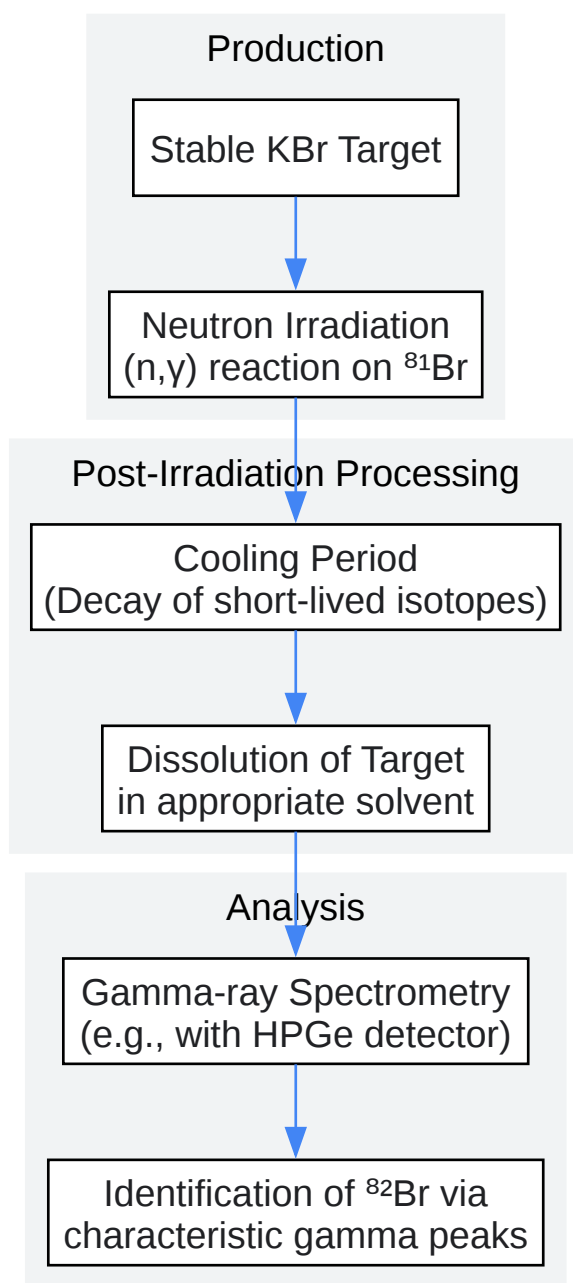 Production
Stable KBr Target
Neutron Irradiation
(n,γ) reaction on ⁸¹Br
Post-Irradiation Processing
Cooling Period
(Decay of short-lived isotopes)
Dissolution of Target
in appropriate solvent
Analysis
Gamma-ray Spectrometry
(e.g., with HPGe detector)
Identification of ⁸²Br via
characteristic gamma peaks